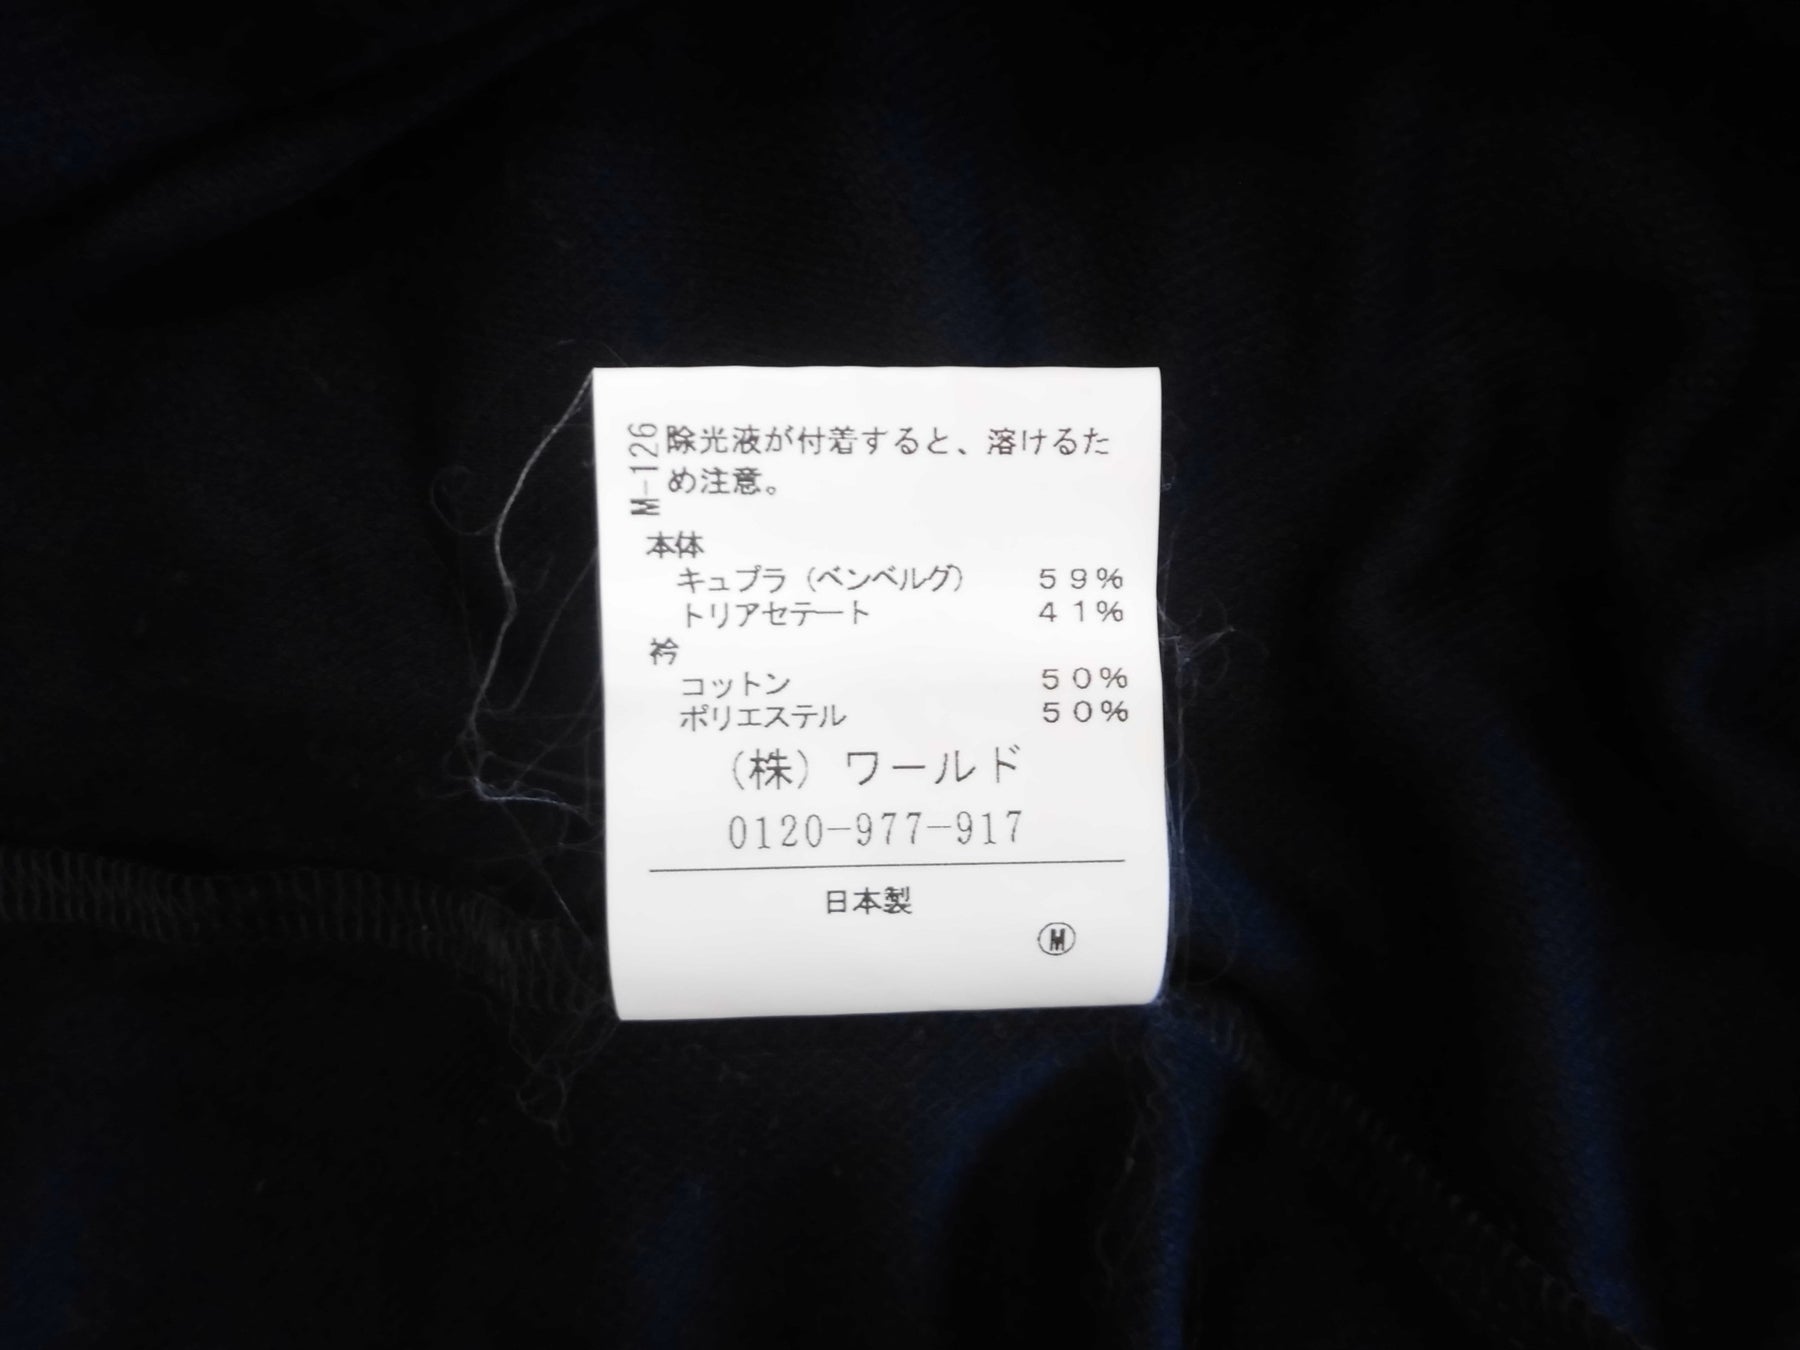 M-126
除光液が付着すると、溶けるた
め注意。
本体
キュプラ（ベンベルグ） 59%
トリアセテート 41%
衿
コットン 50%
ポリエステル 50%
（株） ワールド
0120-977-917
日本製
Ⓜ